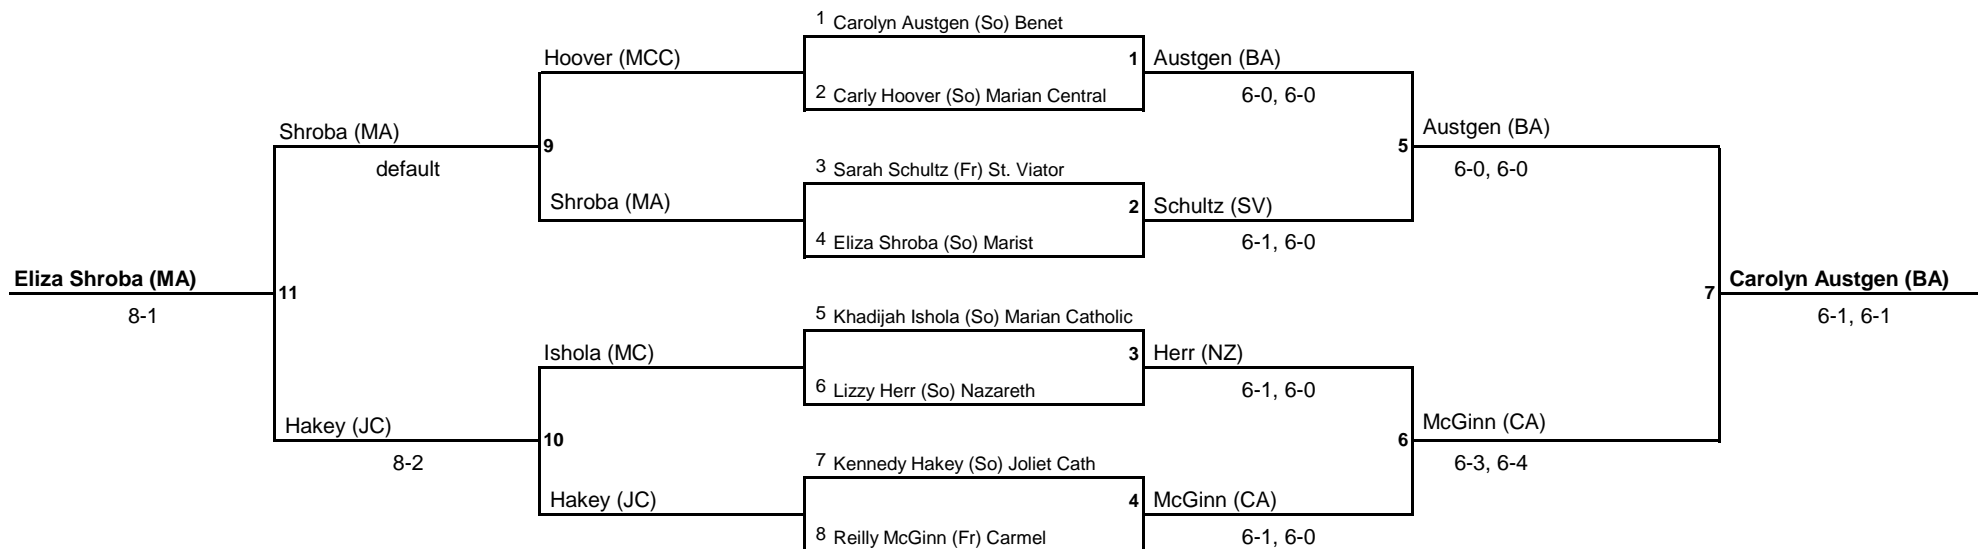 1 Carolyn Austgen (So) Benet
Hoover (MCC)
1 Austgen (BA)
2 Carly Hoover (So) Marian Central
6-0, 6-0
Shroba (MA)
Austgen (BA)
9
5
default
3 Sarah Schultz (Fr) St. Viator
6-0, 6-0
Shroba (MA)
2 Schultz (SV)
4 Eliza Shroba (So) Marist
6-1, 6-0
Eliza Shroba (MA)
11
7 Carolyn Austgen (BA)
8-1
5 Khadijah Ishola (So) Marian Catholic
6-1, 6-1
Ishola (MC)
3 Herr (NZ)
6 Lizzy Herr (So) Nazareth
6-1, 6-0
Hakey (JC)
McGinn (CA)
10
6
8-2
7 Kennedy Hakey (So) Joliet Cath
6-3, 6-4
Hakey (JC)
4 McGinn (CA)
8 Reilly McGinn (Fr) Carmel
6-1, 6-0